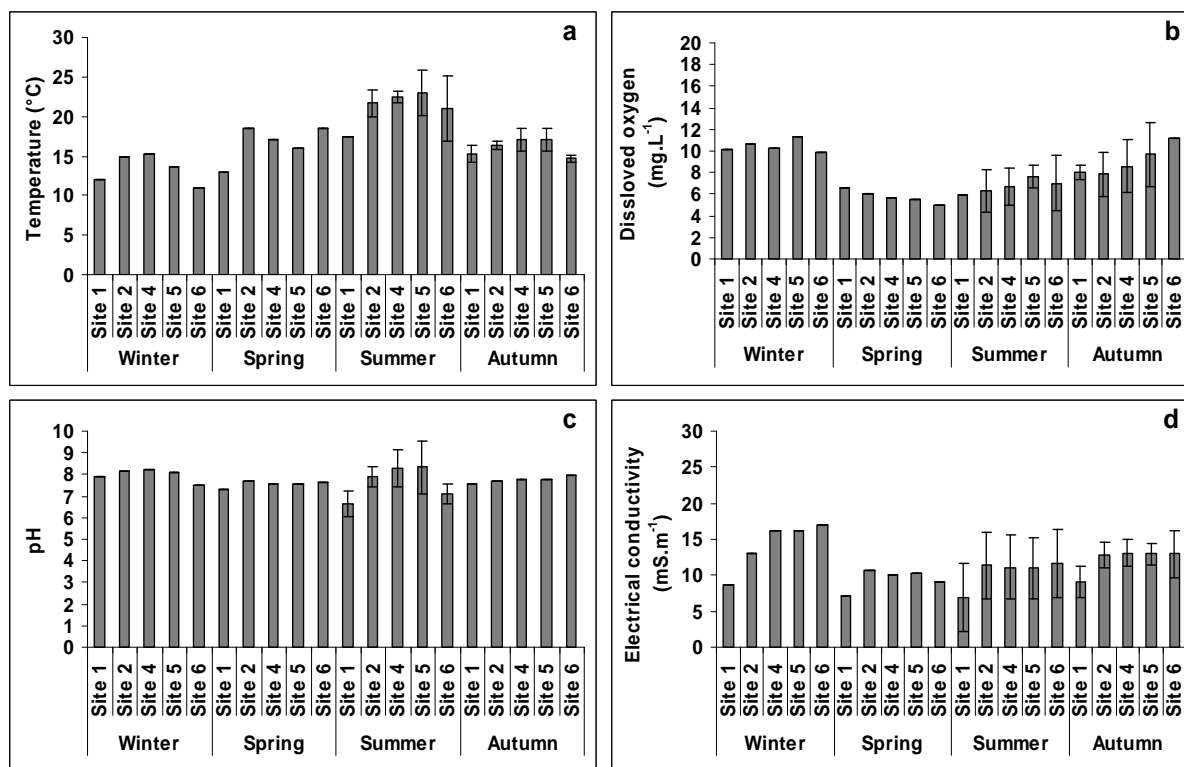 a
30
25
20
15
10
5
0
Temperature (°C)
Site 1 Site 2 Site 4 Site 5 Site 6 Site 1 Site 2 Site 4 Site 5 Site 6 Site 1 Site 2 Site 4 Site 5 Site 6 Site 1 Site 2 Site 4 Site 5 Site 6
Winter Spring Summer Autumn
b
20
18
16
14
12
10
8
6
4
2
0
Dissloved oxygen
(mg.L⁻¹)
Site 1 Site 2 Site 4 Site 5 Site 6 Site 1 Site 2 Site 4 Site 5 Site 6 Site 1 Site 2 Site 4 Site 5 Site 6 Site 1 Site 2 Site 4 Site 5 Site 6
Winter Spring Summer Autumn
c
10
9
8
7
6
5
4
3
2
1
0
pH
Site 1 Site 2 Site 4 Site 5 Site 6 Site 1 Site 2 Site 4 Site 5 Site 6 Site 1 Site 2 Site 4 Site 5 Site 6 Site 1 Site 2 Site 4 Site 5 Site 6
Winter Spring Summer Autumn
d
30
25
20
15
10
5
0
Electrical conductivity
(mS.m⁻¹)
Site 1 Site 2 Site 4 Site 5 Site 6 Site 1 Site 2 Site 4 Site 5 Site 6 Site 1 Site 2 Site 4 Site 5 Site 6 Site 1 Site 2 Site 4 Site 5 Site 6
Winter Spring Summer Autumn